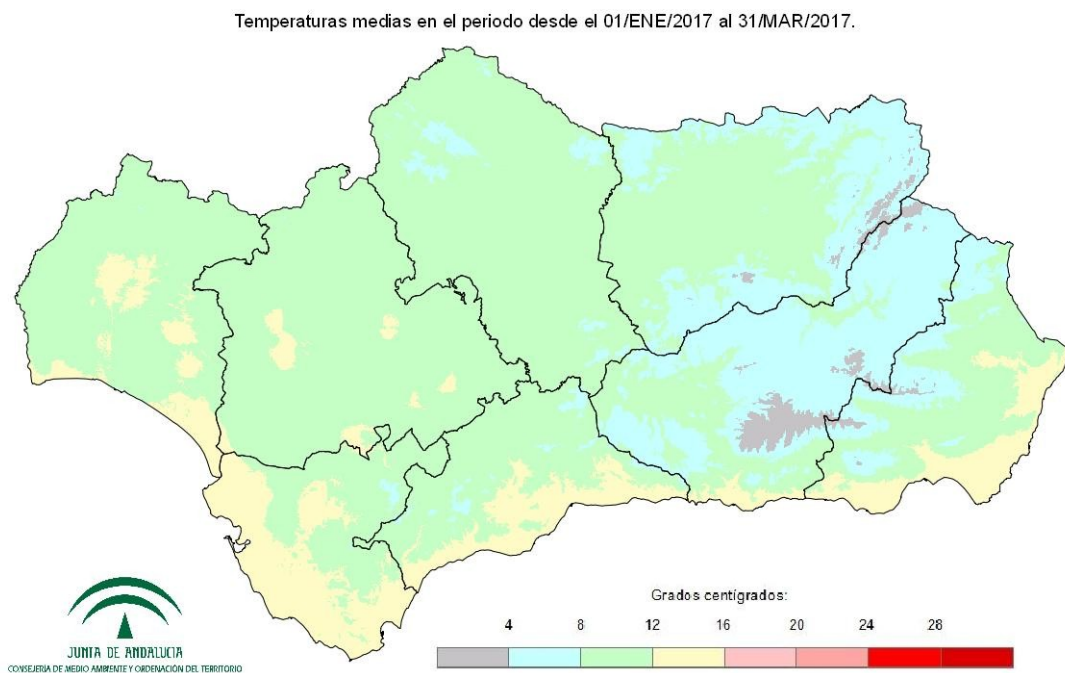 Temperaturas medias en el periodo desde el 01/ENE/2017 al 31/MAR/2017.
Grados centígrados:
4 8 12 16 20 24 28
JUNTA DE ANDALUCIA
CONSEJERÍA DE MEDIO AMBIENTE Y ORDENACIÓN DEL TERRITORIO